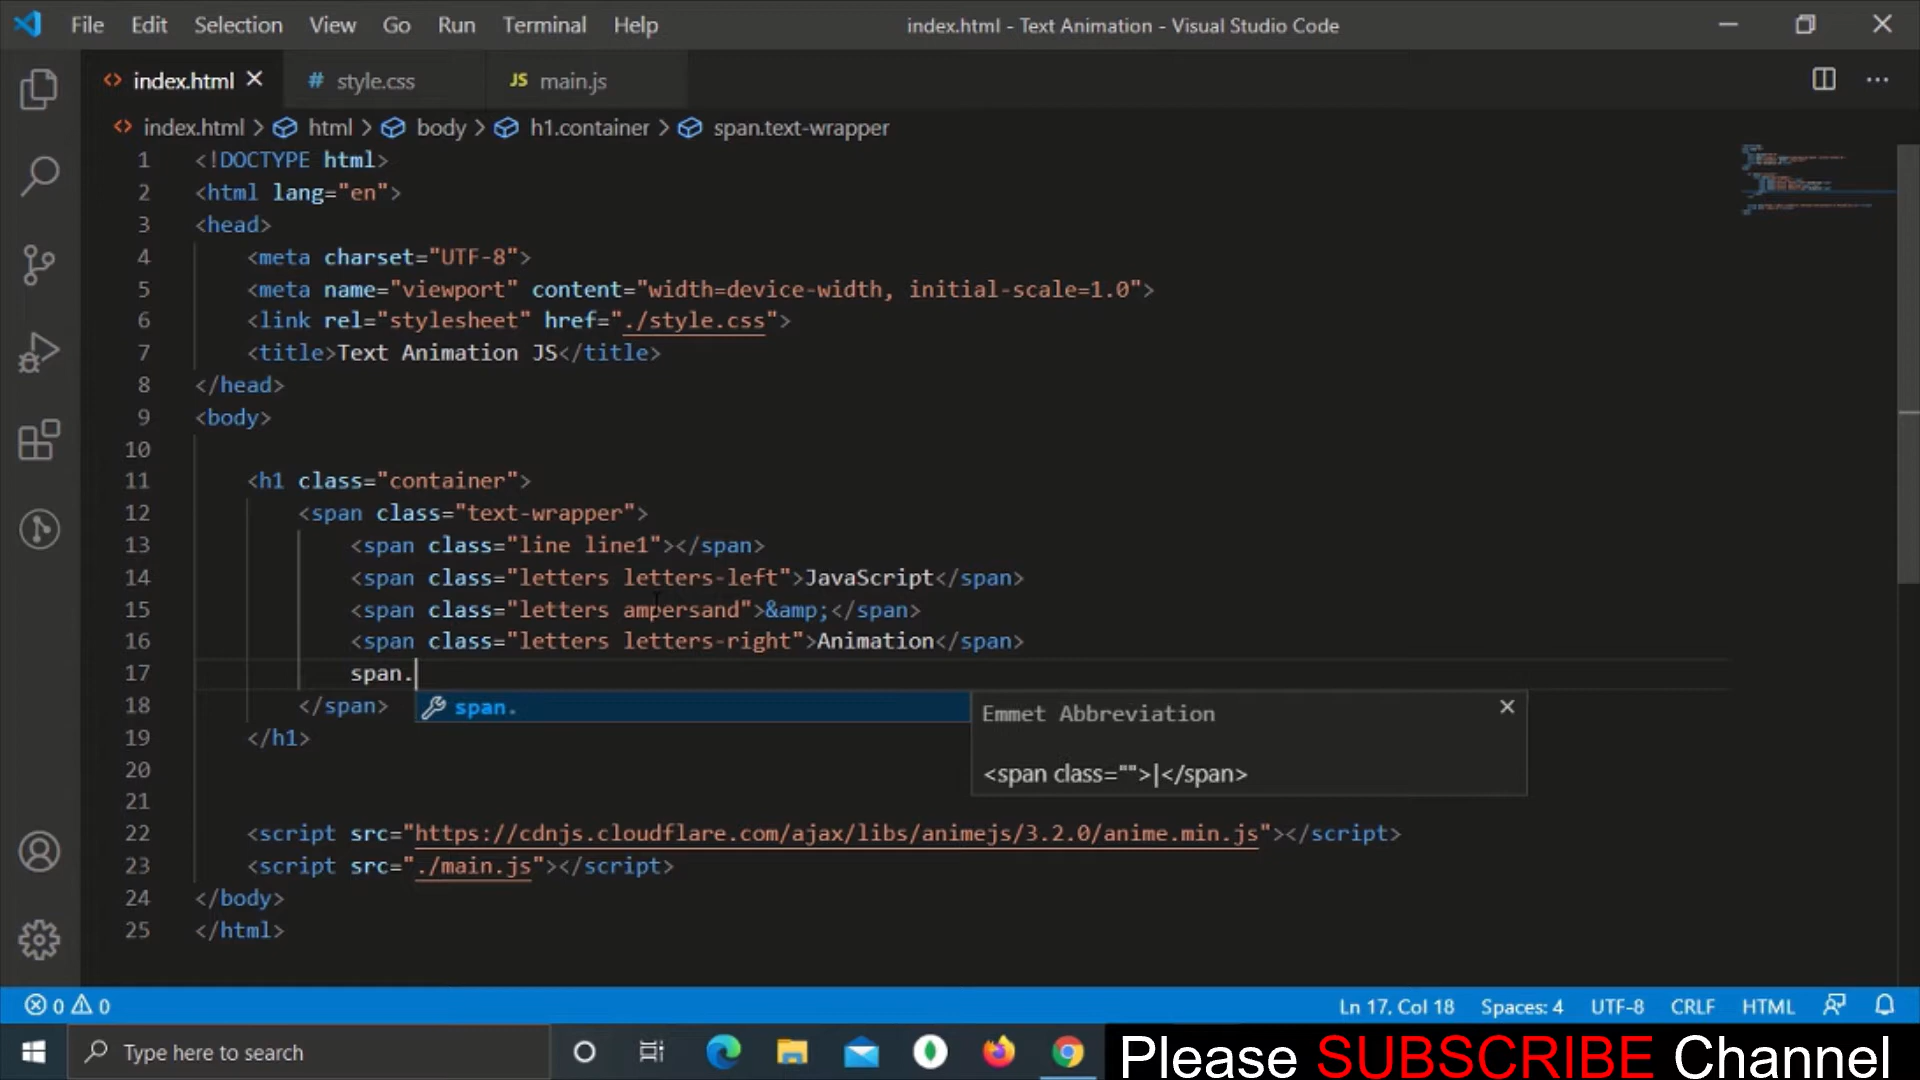 File Edit Selection View Go Run Terminal Help index.html - Text Animation - Visual Studio Code
<> index.html # style.css JS main.js ...
<> index.html > html > body > h1.container > span.text-wrapper
1 <!DOCTYPE html>
2 <html lang="en">
3 <head>
4 <meta charset="UTF-8">
5 <meta name="viewport" content="width=device-width, initial-scale=1.0">
6 <link rel="stylesheet" href="./style.css">
7 <title>Text Animation JS</title>
8 </head>
9 <body>
10
11 <h1 class="container">
12 <span class="text-wrapper">
13 <span class="line line1"></span>
14 <span class="letters letters-left">JavaScript</span>
15 <span class="letters ampersand">&amp;</span>
16 <span class="letters letters-right">Animation</span>
17 span.
18 </span> span. Emmet Abbreviation
19 </h1>
20 <span class="">|</span>
21
22 <script src="https://cdnjs.cloudflare.com/ajax/libs/animejs/3.2.0/anime.min.js"></script>
23 <script src="./main.js"></script>
24 </body>
25 </html>
0 0 Ln 17, Col 18 Spaces: 4 UTF-8 CRLF HTML
Type here to search Please SUBSCRIBE Channel